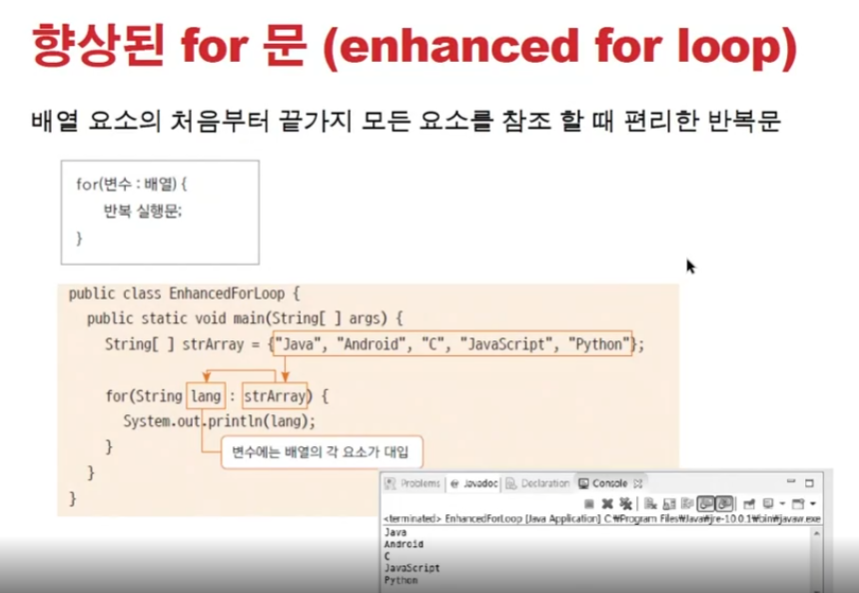 향상된 for 문 (enhanced for loop)
배열 요소의 처음부터 끝가지 모든 요소를 참조 할 때 편리한 반복문
for(변수 : 배열) {
반복 실행문;
}
public class EnhancedForLoop {
public static void main(String[ ] args) {
String[ ] strArray = {"Java", "Android", "C", "JavaScript", "Python"};
for(String lang : strArray) {
System.out.println(lang);
}
변수에는 배열의 각 요소가 대입
}
}
Problems @ Javadoc Declaration Console
<terminated> EnhancedForLoop [Java Application] C:₩Program Files₩Java₩jre-10.0.1₩bin₩javaw.exe
Java
Android
C
JavaScript
Python